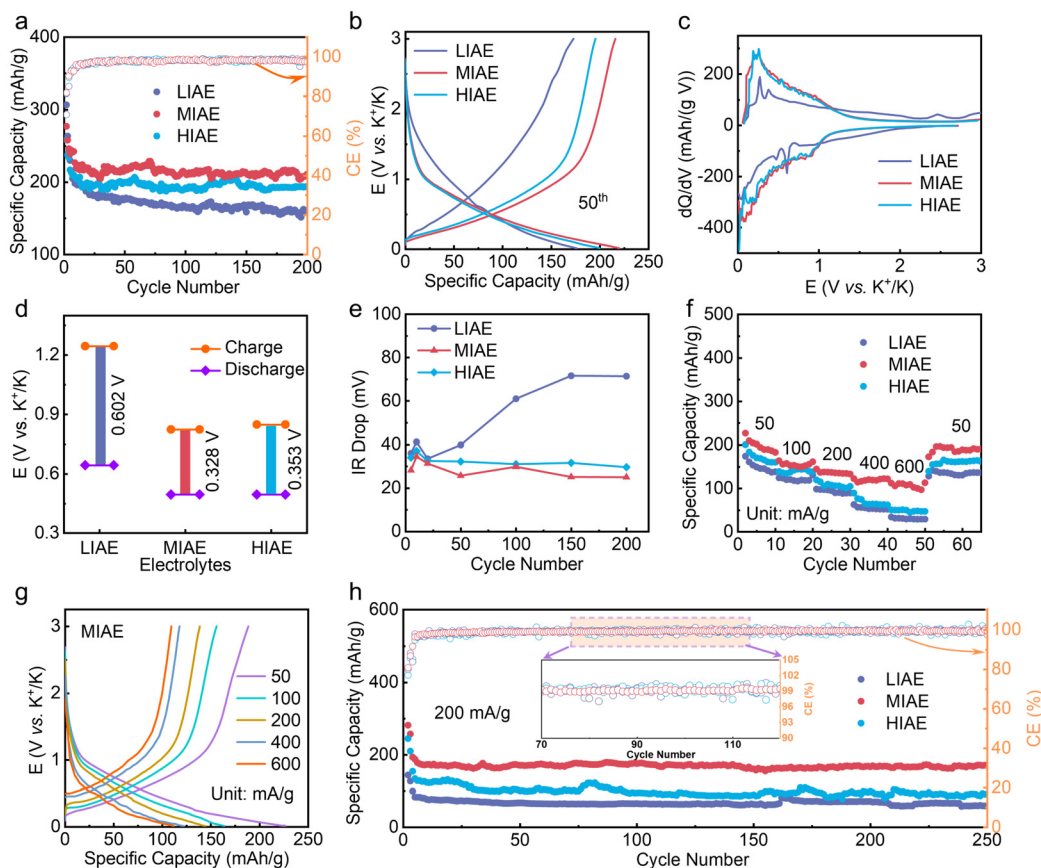 a
400
350
300
250
200
150
100
Specific Capacity (mAh/g)
0
50
100
150
200
Cycle Number
100
80
60
40
20
0
CE (%)
LIAE
MIAE
HIAE
b
3
2
1
0
E (V vs. K⁺/K)
0
50
100
150
200
250
Specific Capacity (mAh/g)
LIAE
MIAE
HIAE
50th
c
200
0
-200
-400
dQ/dV (mAh/(g V))
0
1
2
3
E (V vs. K⁺/K)
LIAE
MIAE
HIAE
d
1.2
0.9
0.6
0.3
E (V vs. K⁺/K)
Charge
Discharge
0.602 V
0.328 V
0.353 V
LIAE
MIAE
HIAE
Electrolytes
e
100
80
60
40
20
0
IR Drop (mV)
LIAE
MIAE
HIAE
0
50
100
150
200
Cycle Number
f
500
400
300
200
100
0
Specific Capacity (mAh/g)
LIAE
MIAE
HIAE
50
100
200
400
600
50
Unit: mA/g
0
10
20
30
40
50
60
Cycle Number
g
3
2
1
0
E (V vs. K⁺/K)
MIAE
50
100
200
400
600
Unit: mA/g
0
50
100
150
200
250
Specific Capacity (mAh/g)
h
600
400
200
0
Specific Capacity (mAh/g)
200 mA/g
105
102
99
96
93
90
CE (%)
70
90
110
Cycle Number
LIAE
MIAE
HIAE
100
80
60
40
20
0
CE (%)
0
50
100
150
200
250
Cycle Number